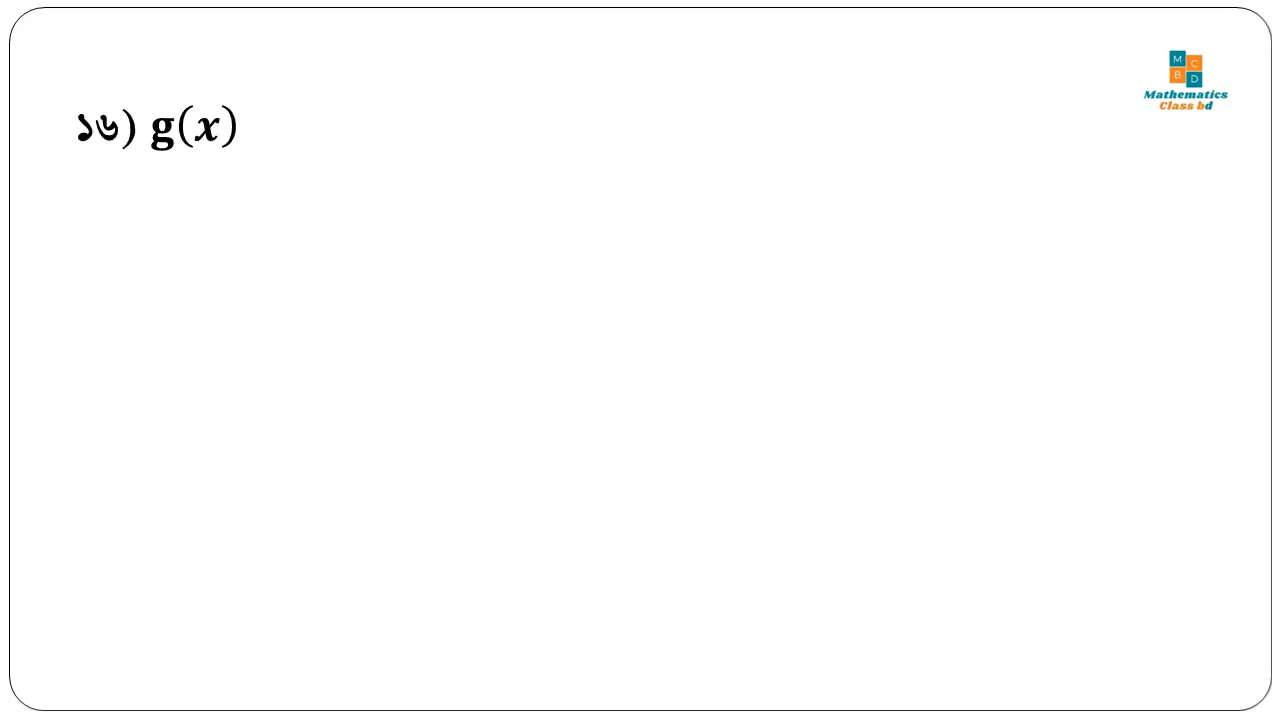 M
C
B
D
Mathematics
Class bd
১৬) g(x)